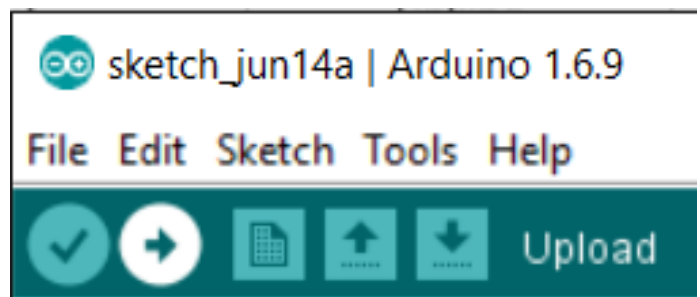 sketch_jun14a | Arduino 1.6.9
File Edit Sketch Tools Help
Upload